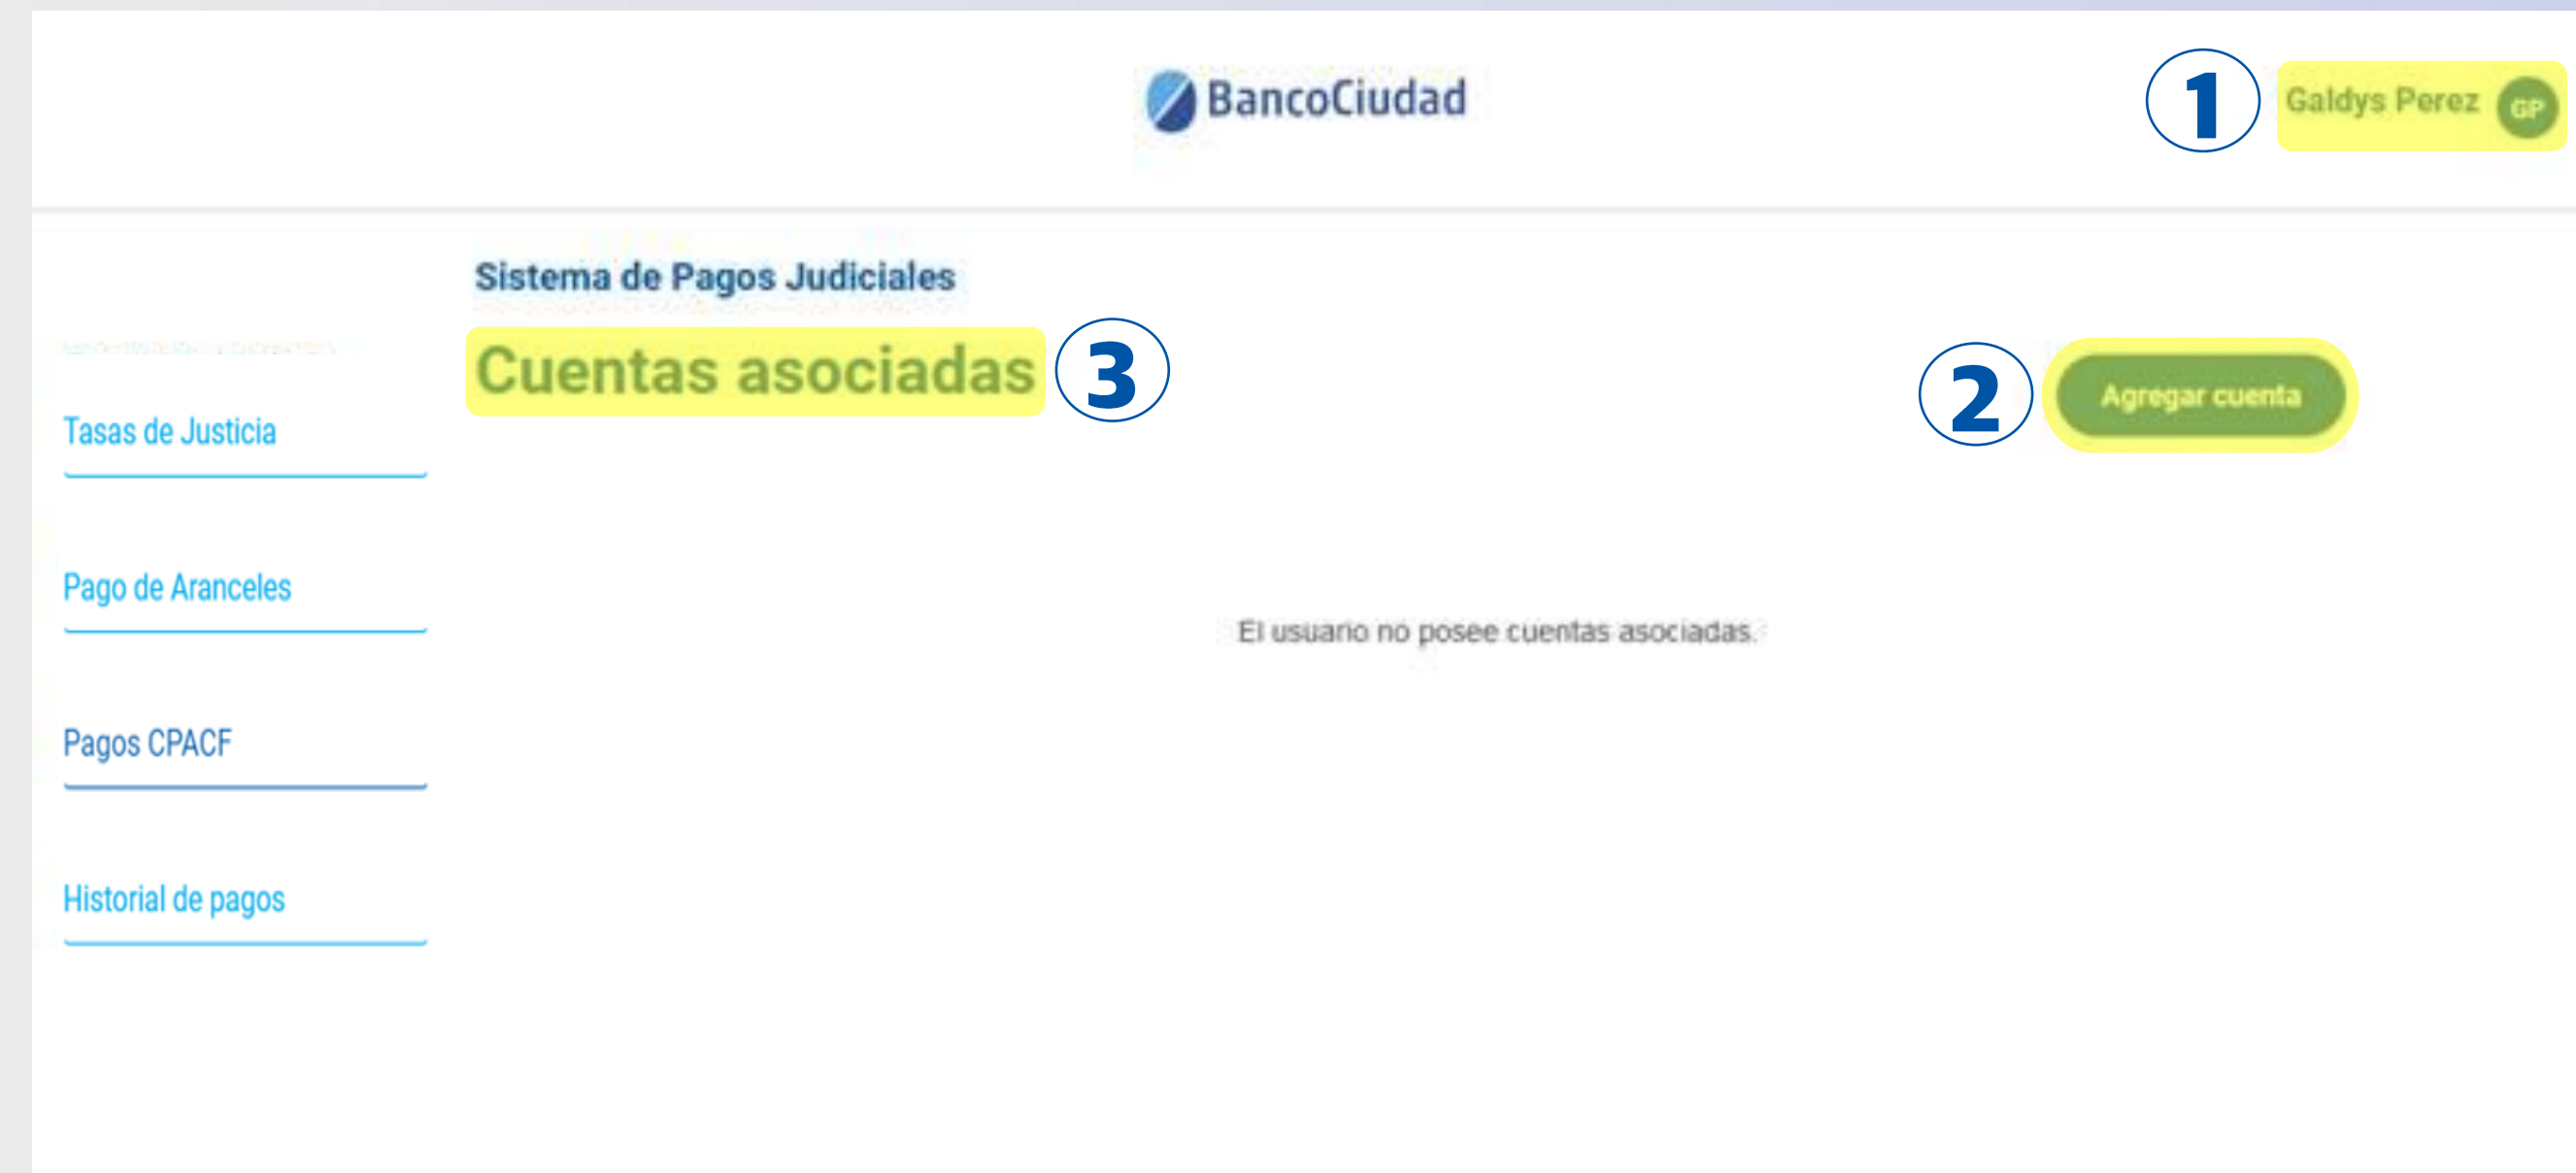 BancoCiudad
1
Galdys Perez GP
Sistema de Pagos Judiciales
Cuentas asociadas 3
2 Agregar cuenta
Tasas de Justicia
Pago de Aranceles
El usuario no posee cuentas asociadas.
Pagos CPACF
Historial de pagos